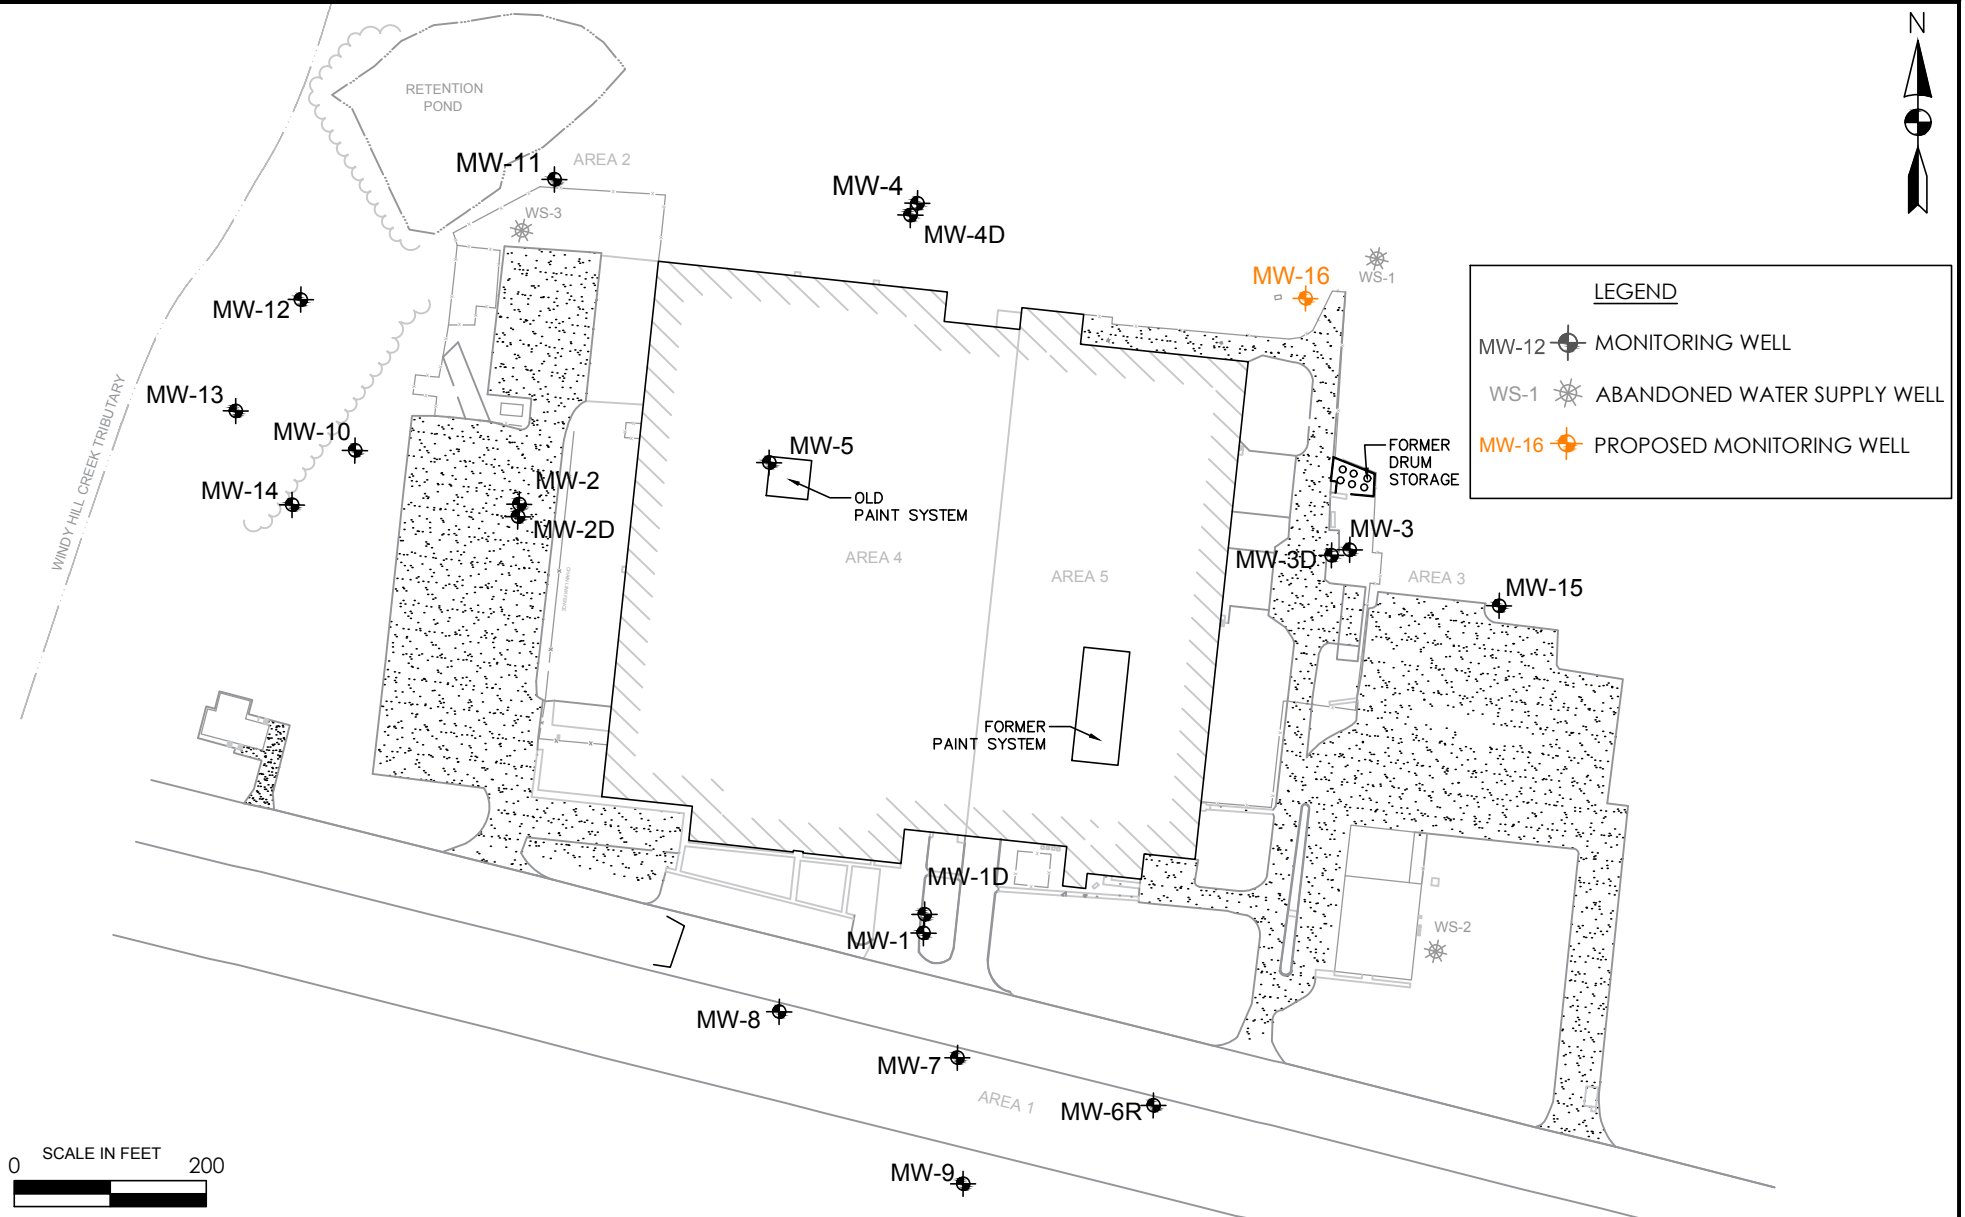 N
RETENTION
POND
MW-11
AREA 2
WS-3
MW-4
MW-4D
MW-16
WS-1
LEGEND
MW-12 MONITORING WELL
WS-1 ABANDONED WATER SUPPLY WELL
MW-16 PROPOSED MONITORING WELL
MW-12
MW-13
MW-10
MW-14
WINDY HILL CREEK TRIBUTARY
MW-2
MW-2D
MW-5
OLD
PAINT SYSTEM
AREA 4
AREA 5
FORMER
DRUM
STORAGE
MW-3
MW-3D
AREA 3
MW-15
FORMER
PAINT SYSTEM
MW-1D
MW-1
WS-2
MW-8
MW-7
AREA 1
MW-6R
MW-9
SCALE IN FEET
0 200